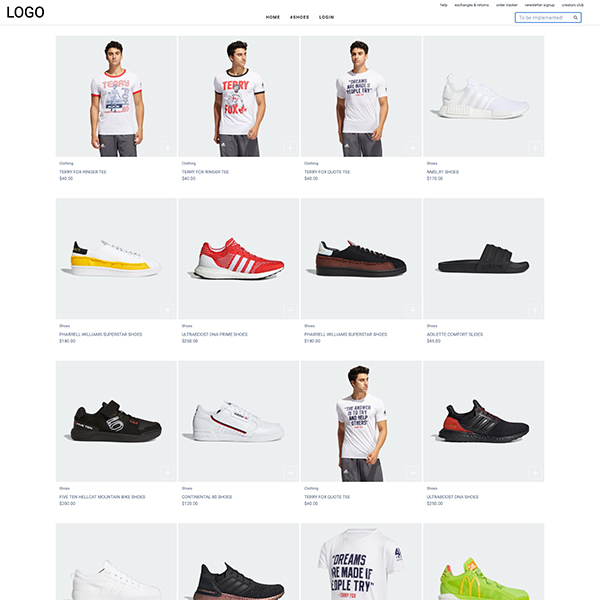 LOGO
help exchanges & returns order tracker newsletter signup creators club
HOME 4SHOES LOGIN
To be implemented!
TERRY
FOX
"DREAMS
ARE MADE IF
PEOPLE TRY"
Clothing
TERRY FOX RINGER TEE
$40.00
Clothing
TERRY FOX RINGER TEE
$40.00
Clothing
TERRY FOX QUOTE TEE
$40.00
Shoes
NMD_R1 SHOES
$170.00
Shoes
PHARRELL WILLIAMS SUPERSTAR SHOES
$180.00
Shoes
ULTRABOOST DNA PRIME SHOES
$250.00
Shoes
PHARRELL WILLIAMS SUPERSTAR SHOES
$180.00
Shoes
ADILETTE COMFORT SLIDES
$45.00
"THE ANSWER
IS TO TRY
AND HELP
OTHERS"
Shoes
FIVE TEN HELLCAT MOUNTAIN BIKE SHOES
$200.00
Shoes
CONTINENTAL 80 SHOES
$120.00
Clothing
TERRY FOX QUOTE TEE
$40.00
Shoes
ULTRABOOST DNA SHOES
$250.00
"DREAMS
ARE MADE IF
PEOPLE TRY"
- TERRY FOX